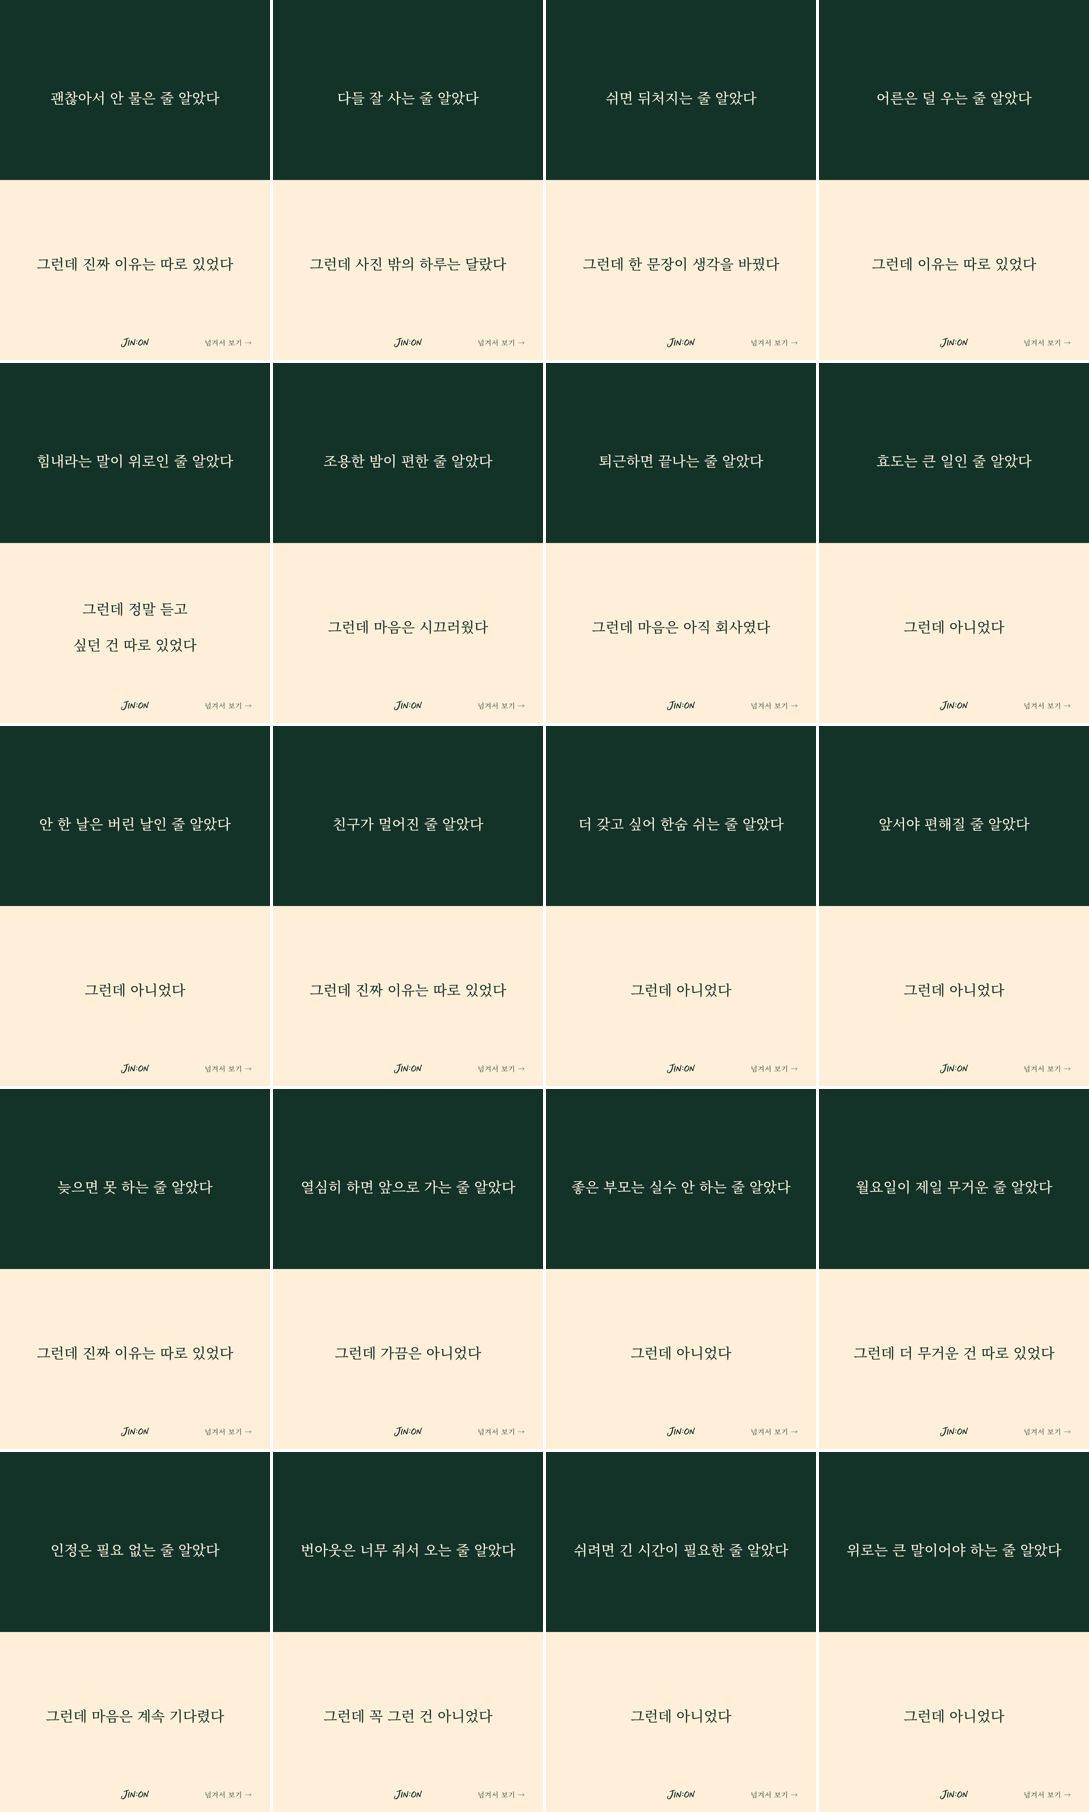 괜찮아서 안 물은 줄 알았다
그런데 진짜 이유는 따로 있었다
JIN:ON
넘겨서 보기 →
다들 잘 사는 줄 알았다
그런데 사진 밖의 하루는 달랐다
JIN:ON
넘겨서 보기 →
쉬면 뒤처지는 줄 알았다
그런데 한 문장이 생각을 바꿨다
JIN:ON
넘겨서 보기 →
어른은 덜 우는 줄 알았다
그런데 이유는 따로 있었다
JIN:ON
넘겨서 보기 →
힘내라는 말이 위로인 줄 알았다
그런데 정말 듣고
싶던 건 따로 있었다
JIN:ON
넘겨서 보기 →
조용한 밤이 편한 줄 알았다
그런데 마음은 시끄러웠다
JIN:ON
넘겨서 보기 →
퇴근하면 끝나는 줄 알았다
그런데 마음은 아직 회사였다
JIN:ON
넘겨서 보기 →
효도는 큰 일인 줄 알았다
그런데 아니었다
JIN:ON
넘겨서 보기 →
안 한 날은 버린 날인 줄 알았다
그런데 아니었다
JIN:ON
넘겨서 보기 →
친구가 멀어진 줄 알았다
그런데 진짜 이유는 따로 있었다
JIN:ON
넘겨서 보기 →
더 갖고 싶어 한숨 쉬는 줄 알았다
그런데 아니었다
JIN:ON
넘겨서 보기 →
앞서야 편해질 줄 알았다
그런데 아니었다
JIN:ON
넘겨서 보기 →
늦으면 못 하는 줄 알았다
그런데 진짜 이유는 따로 있었다
JIN:ON
넘겨서 보기 →
열심히 하면 앞으로 가는 줄 알았다
그런데 가끔은 아니었다
JIN:ON
넘겨서 보기 →
좋은 부모는 실수 안 하는 줄 알았다
그런데 아니었다
JIN:ON
넘겨서 보기 →
월요일이 제일 무거운 줄 알았다
그런데 더 무거운 건 따로 있었다
JIN:ON
넘겨서 보기 →
인정은 필요 없는 줄 알았다
그런데 마음은 계속 기다렸다
JIN:ON
넘겨서 보기 →
번아웃은 너무 줘서 오는 줄 알았다
그런데 꼭 그런 건 아니었다
JIN:ON
넘겨서 보기 →
쉬려면 긴 시간이 필요한 줄 알았다
그런데 아니었다
JIN:ON
넘겨서 보기 →
위로는 큰 말이어야 하는 줄 알았다
그런데 아니었다
JIN:ON
넘겨서 보기 →